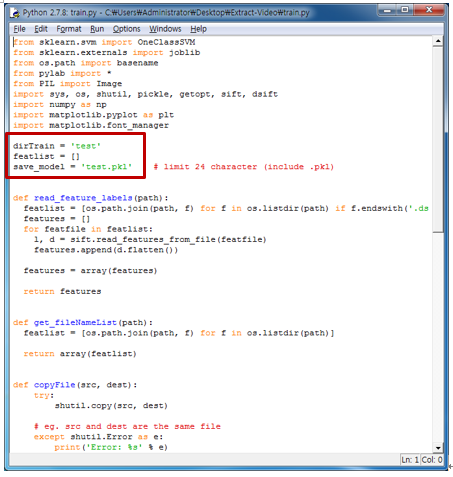 Python 2.7.8: train.py - C:₩Users₩Administrator₩Desktop₩Extract-Video₩train.py
File Edit Format Run Options Windows Help
from sklearn.svm import OneClassSVM
from sklearn.externals import joblib
from os.path import basename
from pylab import *
from PIL import Image
import sys, os, shutil, pickle, getopt, sift, dsift
import numpy as np
import matplotlib.pyplot as plt
import matplotlib.font_manager
dirTrain = 'test'
featlist = []
save_model = 'test.pkl' # limit 24 character (include .pkl)
def read_feature_labels(path):
featlist = [os.path.join(path, f) for f in os.listdir(path) if f.endswith('.ds
features = []
for featfile in featlist:
l, d = sift.read_features_from_file(featfile)
features.append(d.flatten())
features = array(features)
return features
def get_fileNameList(path):
featlist = [os.path.join(path, f) for f in os.listdir(path)]
return array(featlist)
def copyFile(src, dest):
try:
shutil.copy(src, dest)
# eg. src and dest are the same file
except shutil.Error as e:
print('Error: %s' % e)
Ln: 1 Col: 0